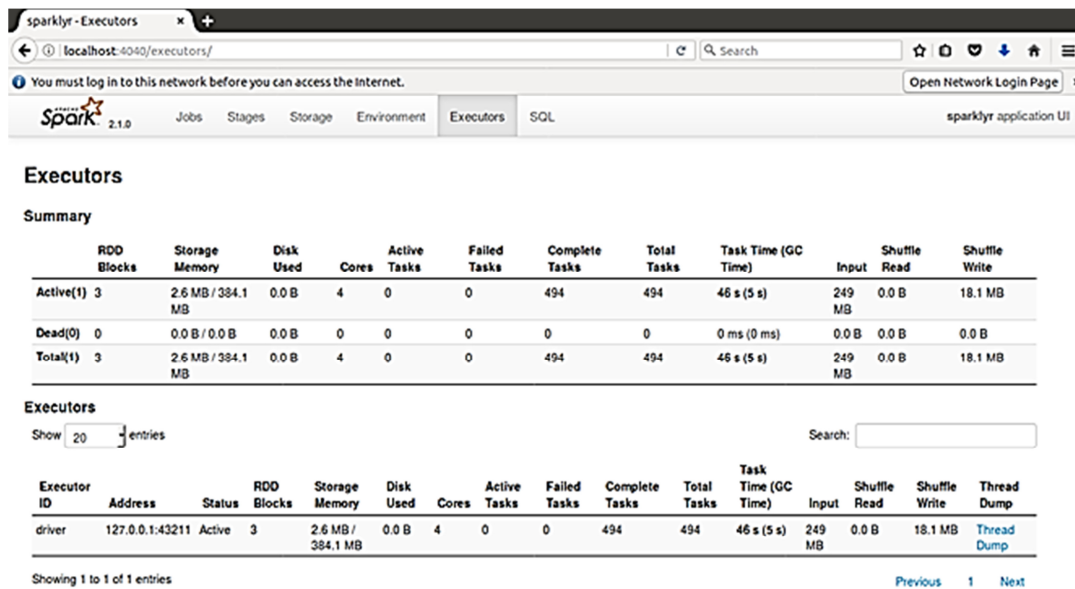 sparklyr - Executors
localhost:4040/executors/
Search
You must log in to this network before you can access the Internet.
Open Network Login Page
APACHE Spark 2.1.0 Jobs Stages Storage Environment Executors SQL sparklyr application UI
Executors
Summary
RDD Blocks Storage Memory Disk Used Cores Active Tasks Failed Tasks Complete Tasks Total Tasks Task Time (GC Time) Input Shuffle Read Shuffle Write
Active(1) 3 2.6 MB / 384.1 MB 0.0 B 4 0 0 494 494 46 s (5 s) 249 MB 0.0 B 18.1 MB
Dead(0) 0 0.0 B / 0.0 B 0.0 B 0 0 0 0 0 0 ms (0 ms) 0.0 B 0.0 B 0.0 B
Total(1) 3 2.6 MB / 384.1 MB 0.0 B 4 0 0 494 494 46 s (5 s) 249 MB 0.0 B 18.1 MB
Executors
Show 20 entries Search:
Executor ID Address Status RDD Blocks Storage Memory Disk Used Cores Active Tasks Failed Tasks Complete Tasks Total Tasks Task Time (GC Time) Input Shuffle Read Shuffle Write Thread Dump
driver 127.0.0.1:43211 Active 3 2.6 MB / 384.1 MB 0.0 B 4 0 0 494 494 46 s (5 s) 249 MB 0.0 B 18.1 MB Thread Dump
Showing 1 to 1 of 1 entries
Previous 1 Next